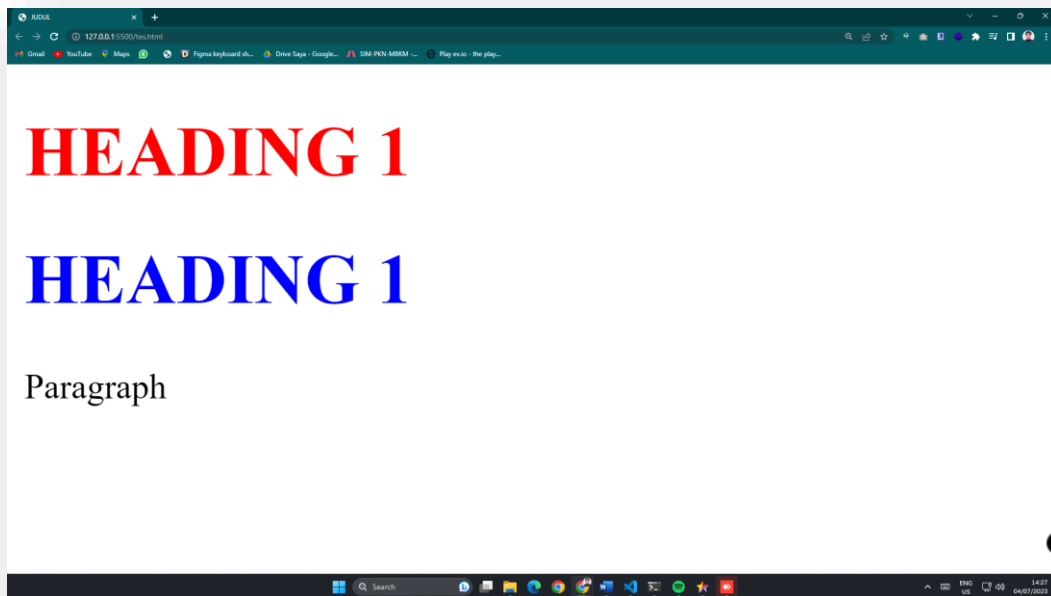 JUDUL
127.0.0.1:5500/tes.html
Gmail YouTube Maps Figma keyboard sh... Drive Saya - Google... SIM-PKN-MBKM -... Play ev.io - the play...
HEADING 1
HEADING 1
Paragraph
Search
ENG 14:27
US 04/07/2023